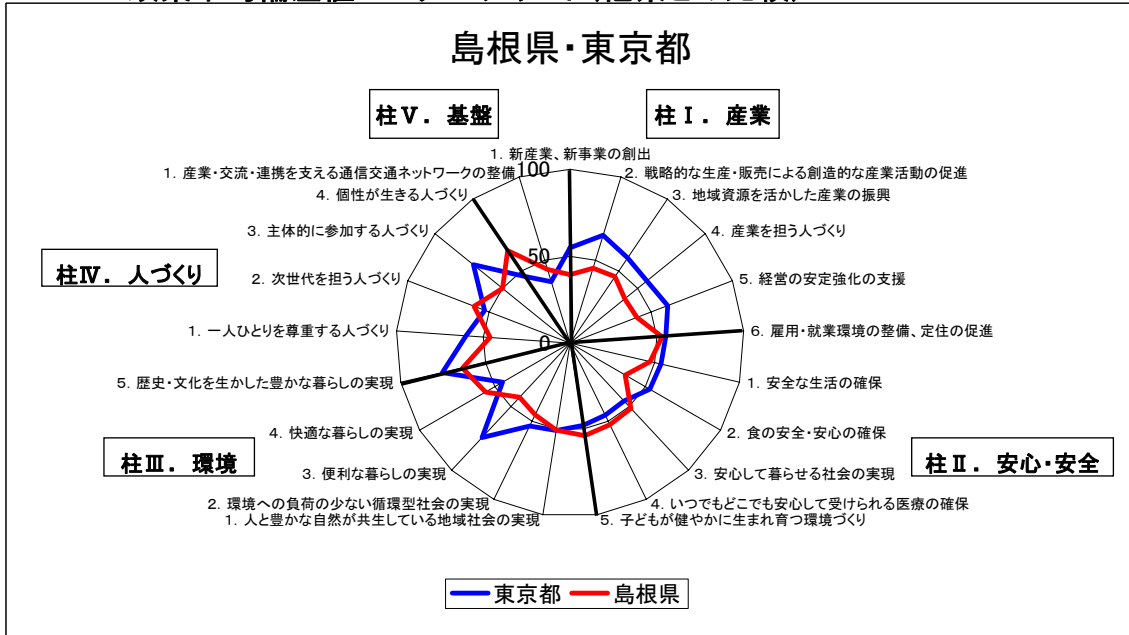 島根県・東京都
柱Ⅴ．基盤
柱Ⅰ．産業
1. 新産業、新事業の創出
1. 産業・交流・連携を支える通信交通ネットワークの整備
100
2. 戦略的な生産・販売による創造的な産業活動の促進
4. 個性が生きる人づくり
3. 地域資源を活かした産業の振興
3. 主体的に参加する人づくり
4. 産業を担う人づくり
柱Ⅳ．人づくり
50
2. 次世代を担う人づくり
5. 経営の安定強化の支援
1. 一人ひとりを尊重する人づくり
0
6. 雇用・就業環境の整備、定住の促進
5. 歴史・文化を生かした豊かな暮らしの実現
1. 安全な生活の確保
4. 快適な暮らしの実現
2. 食の安全・安心の確保
柱Ⅲ．環境
柱Ⅱ．安心・安全
3. 便利な暮らしの実現
3. 安心して暮らせる社会の実現
2. 環境への負荷の少ない循環型社会の実現
4. いつでもどこでも安心して受けられる医療の確保
1. 人と豊かな自然が共生している地域社会の実現
5. 子どもが健やかに生まれ育つ環境づくり
東京都
島根県